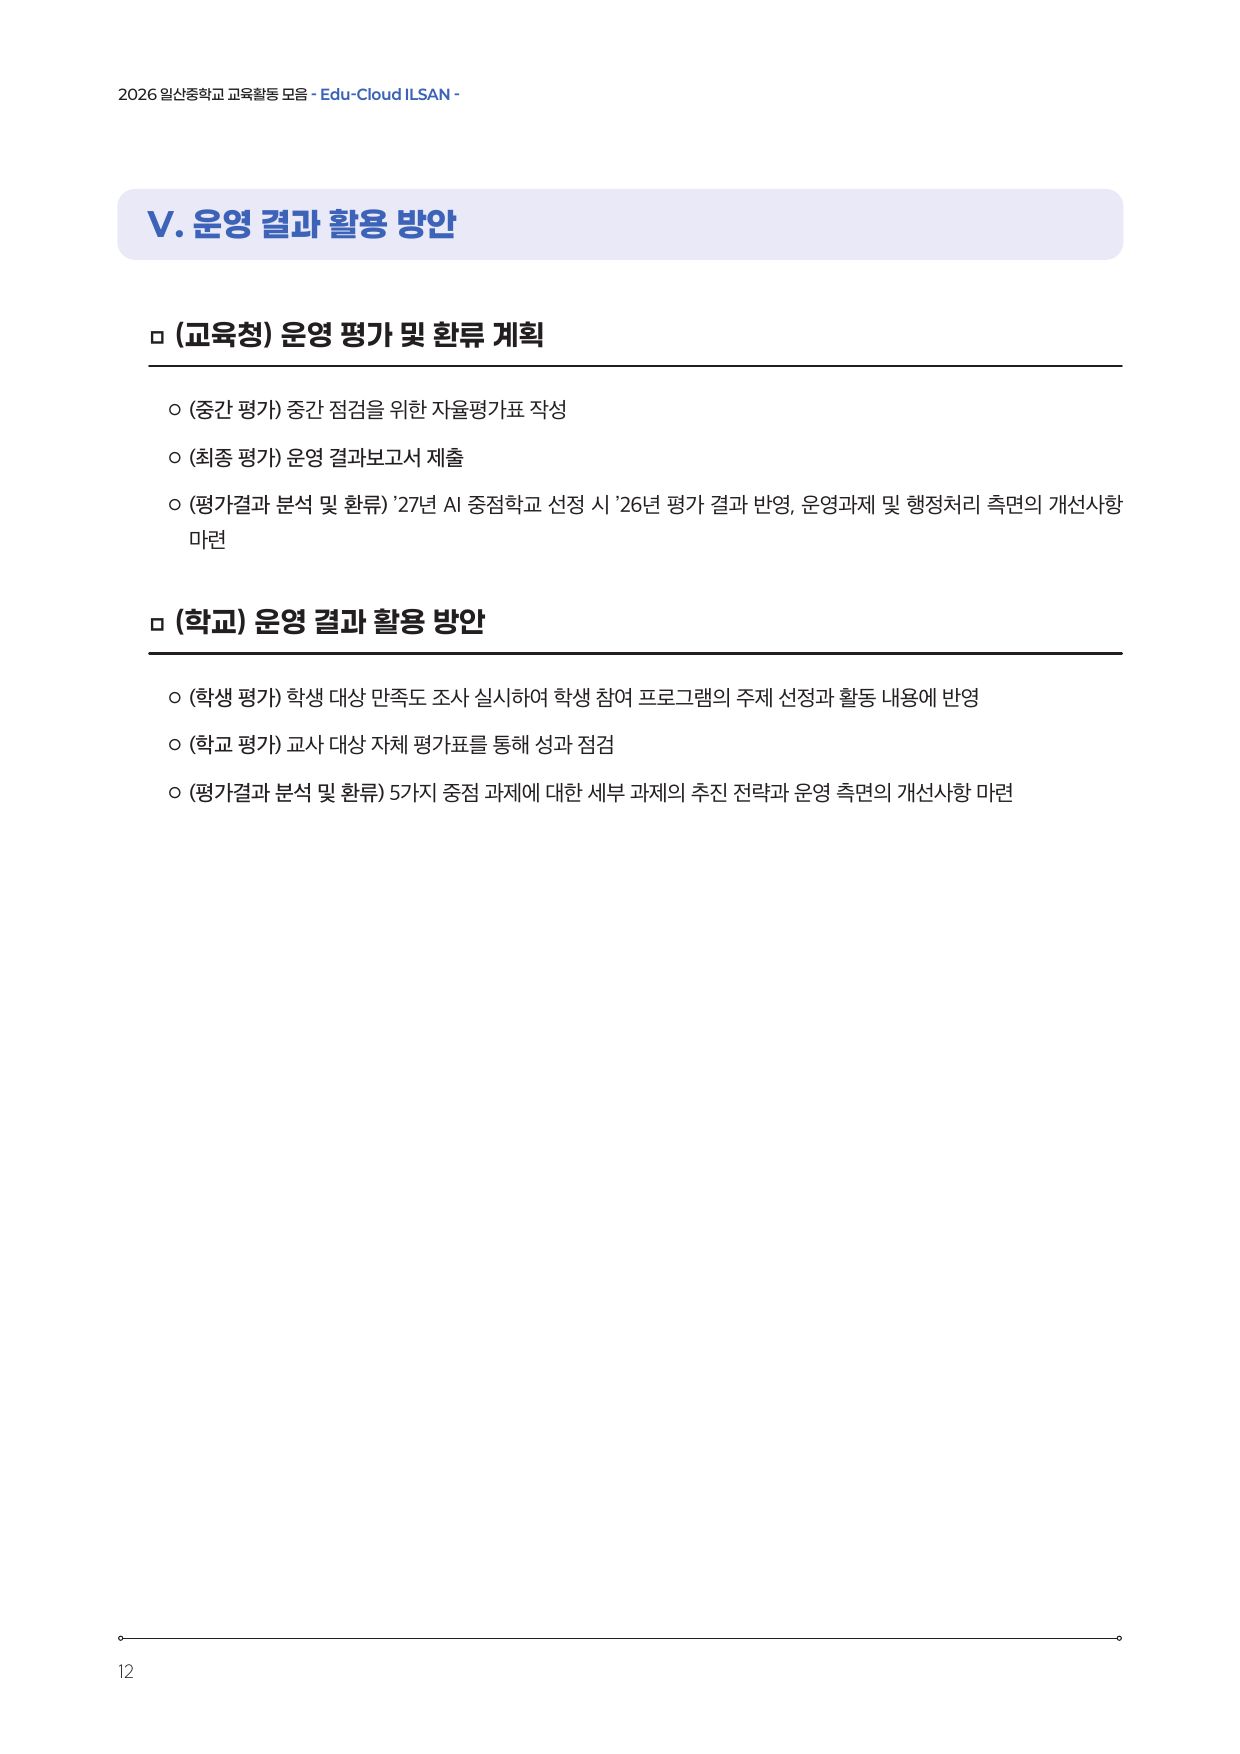 2026 일산중학교 교육활동 모음 - Edu-Cloud ILSAN -
Ⅴ. 운영 결과 활용 방안
□ (교육청) 운영 평가 및 환류 계획
○ (중간 평가) 중간 점검을 위한 자율평가표 작성
○ (최종 평가) 운영 결과보고서 제출
○ (평가결과 분석 및 환류) ’27년 AI 중점학교 선정 시 ’26년 평가 결과 반영, 운영과제 및 행정처리 측면의 개선사항
마련
□ (학교) 운영 결과 활용 방안
○ (학생 평가) 학생 대상 만족도 조사 실시하여 학생 참여 프로그램의 주제 선정과 활동 내용에 반영
○ (학교 평가) 교사 대상 자체 평가표를 통해 성과 점검
○ (평가결과 분석 및 환류) 5가지 중점 과제에 대한 세부 과제의 추진 전략과 운영 측면의 개선사항 마련
12